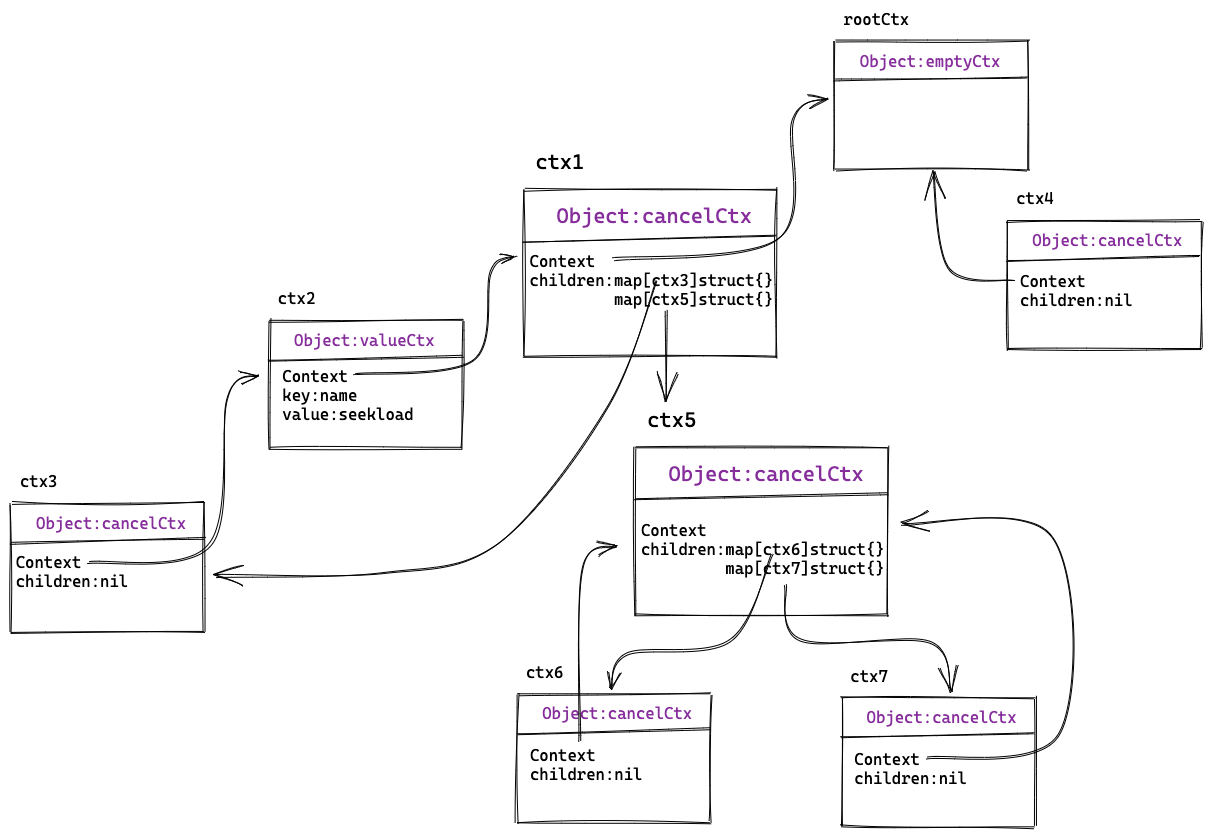 rootCtx
Object:emptyCtx
ctx1
Object:cancelCtx
Context
children:map[ctx3]struct{}
map[ctx5]struct{}
ctx4
Object:cancelCtx
Context
children:nil
ctx2
Object:valueCtx
Context
key:name
value:seekload
ctx3
Object:cancelCtx
Context
children:nil
ctx5
Object:cancelCtx
Context
children:map[ctx6]struct{}
map[ctx7]struct{}
ctx6
Object:cancelCtx
Context
children:nil
ctx7
Object:cancelCtx
Context
children:nil